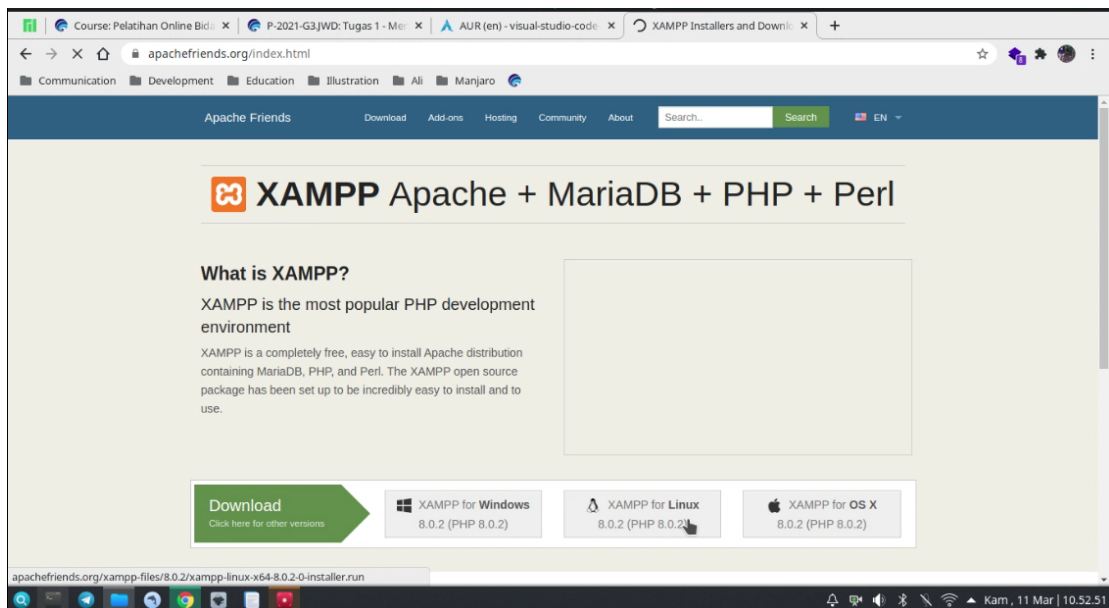 Course: Pelatihan Online Bida
P-2021-G3.JWD: Tugas 1 - Me
AUR (en) - visual-studio-code-
XAMPP Installers and Downlo
apachefriends.org/index.html
8
Communication Development Education Illustration Ali Manjaro
Apache Friends Download Add-ons Hosting Community About Search.. Search EN
XAMPP Apache + MariaDB + PHP + Perl
What is XAMPP?
XAMPP is the most popular PHP development
environment
XAMPP is a completely free, easy to install Apache distribution
containing MariaDB, PHP, and Perl. The XAMPP open source
package has been set up to be incredibly easy to install and to
use.
Download
Click here for other versions
XAMPP for Windows
8.0.2 (PHP 8.0.2)
XAMPP for Linux
8.0.2 (PHP 8.0.2)
XAMPP for OS X
8.0.2 (PHP 8.0.2)
apachefriends.org/xampp-files/8.0.2/xampp-linux-x64-8.0.2-0-installer.run
Kam , 11 Mar | 10.52.51